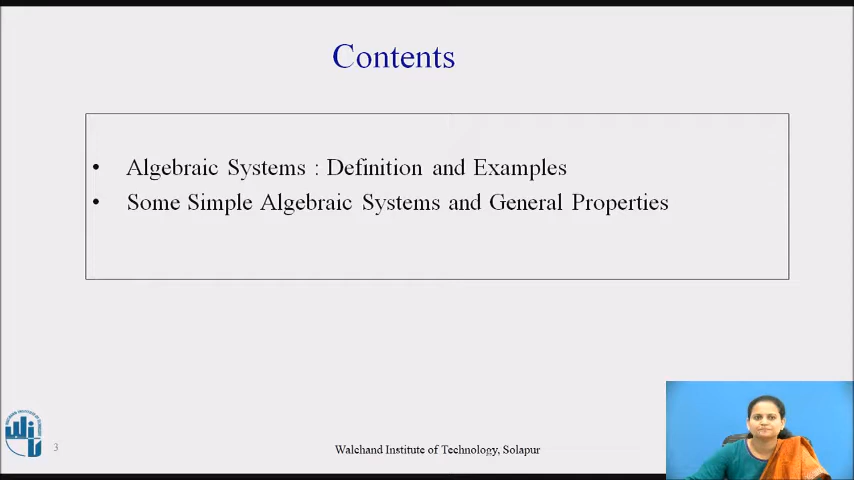 Contents
• Algebraic Systems : Definition and Examples
• Some Simple Algebraic Systems and General Properties
3
Walchand Institute of Technology, Solapur